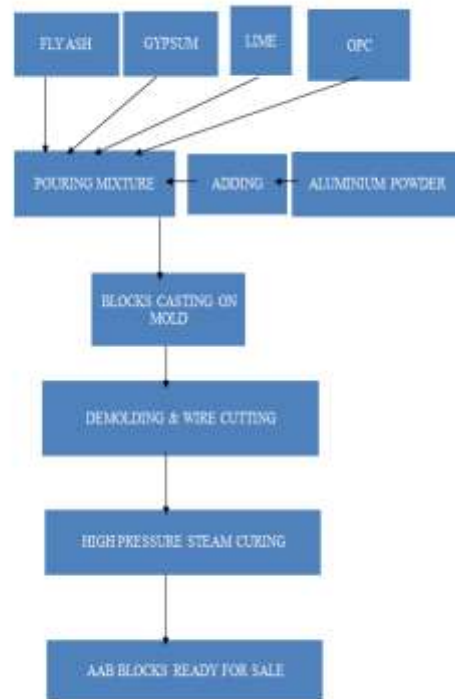 FLY ASH
GYPSUM
LIME
OPC
POURING MIXTURE
ADDING
ALUMINIUM POWDER
BLOCKS CASTING ON
MOLD
DEMOLDING & WIRE CUTTING
HIGH PRESSURE STEAM CURING
AAB BLOCKS READY FOR SALE